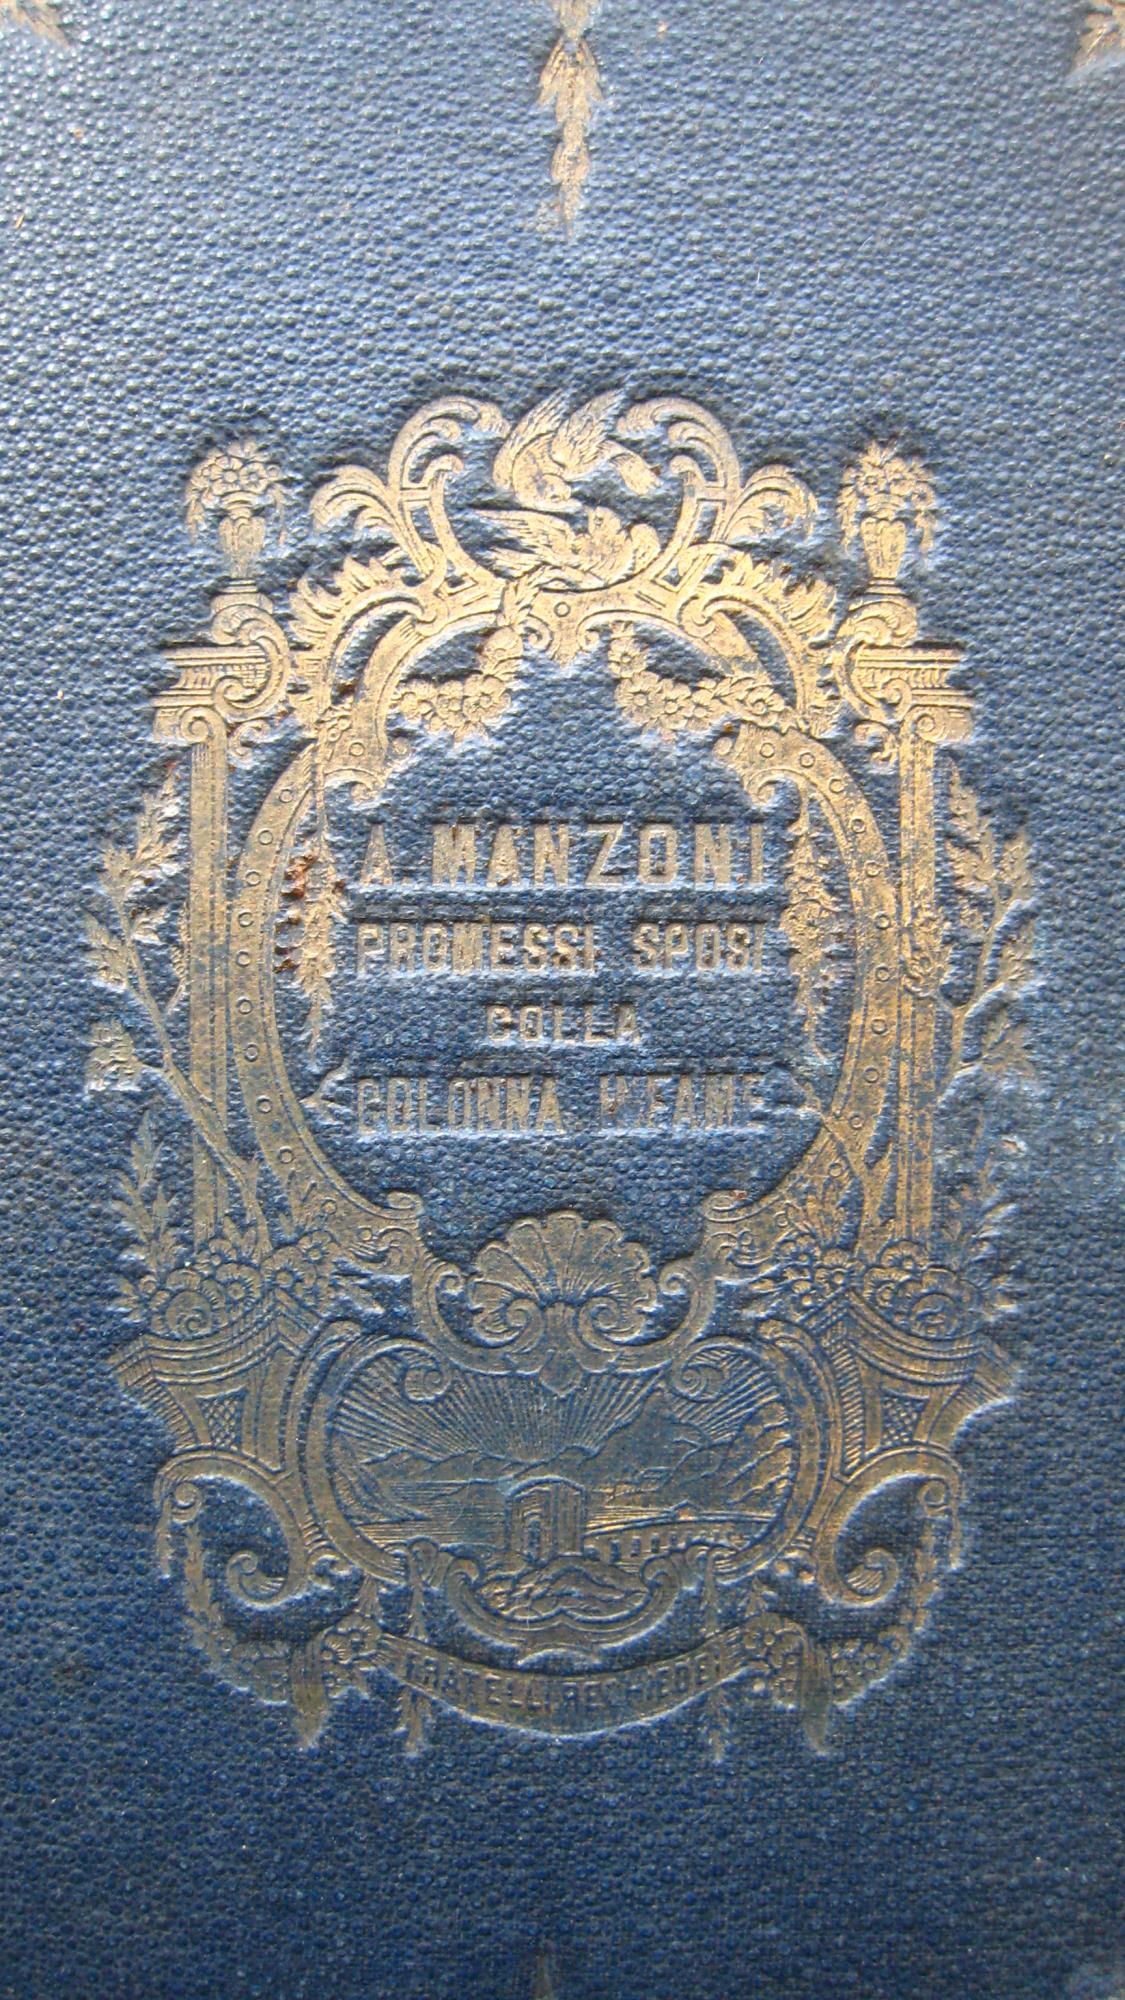 A. MANZONI
PROMESSI SPOSI
COLLA
COLONNA INFAME
FRATELLI RECHIEDEI